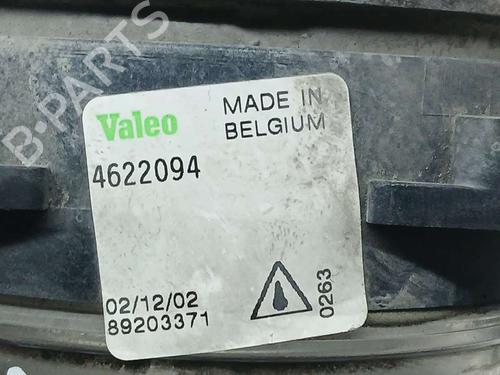 B-PARTS
Valeo
MADE IN
BELGIUM
4622094
02/12/02
89203371
0263